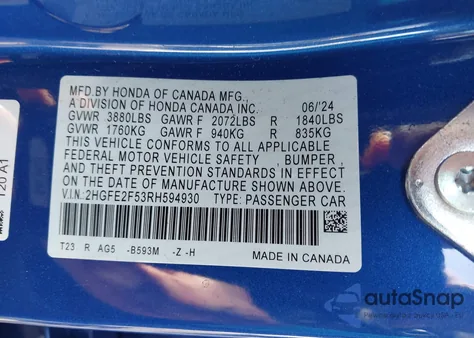 MFD.BY HONDA OF CANADA MFG.,
A DIVISION OF HONDA CANADA INC. 06/'24
GVWR 3880LBS GAWR F 2072LBS R 1840LBS
GVWR 1760KG GAWR F 940KG R 835KG
THIS VEHICLE CONFORMS TO ALL APPLICABLE
FEDERAL MOTOR VEHICLE SAFETY , BUMPER ,
AND THEFT PREVENTION STANDARDS IN EFFECT
ON THE DATE OF MANUFACTURE SHOWN ABOVE.
V.I.N.:2HGFE2F53RH594930 TYPE: PASSENGER CAR
T23 R AG5 -B593M -Z -H
MADE IN CANADA
T20 A1
autoSnap